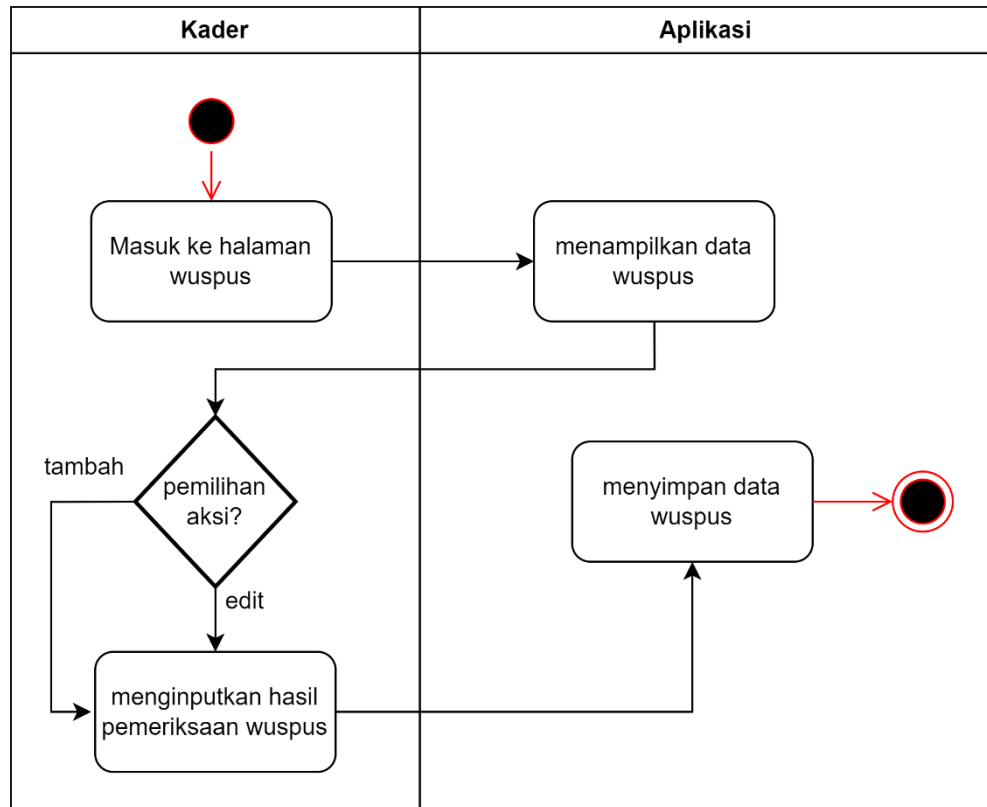 Kader
Aplikasi
Masuk ke halaman
wuspus
menampilkan data
wuspus
tambah
pemilihan
aksi?
edit
menyimpan data
wuspus
menginputkan hasil
pemeriksaan wuspus